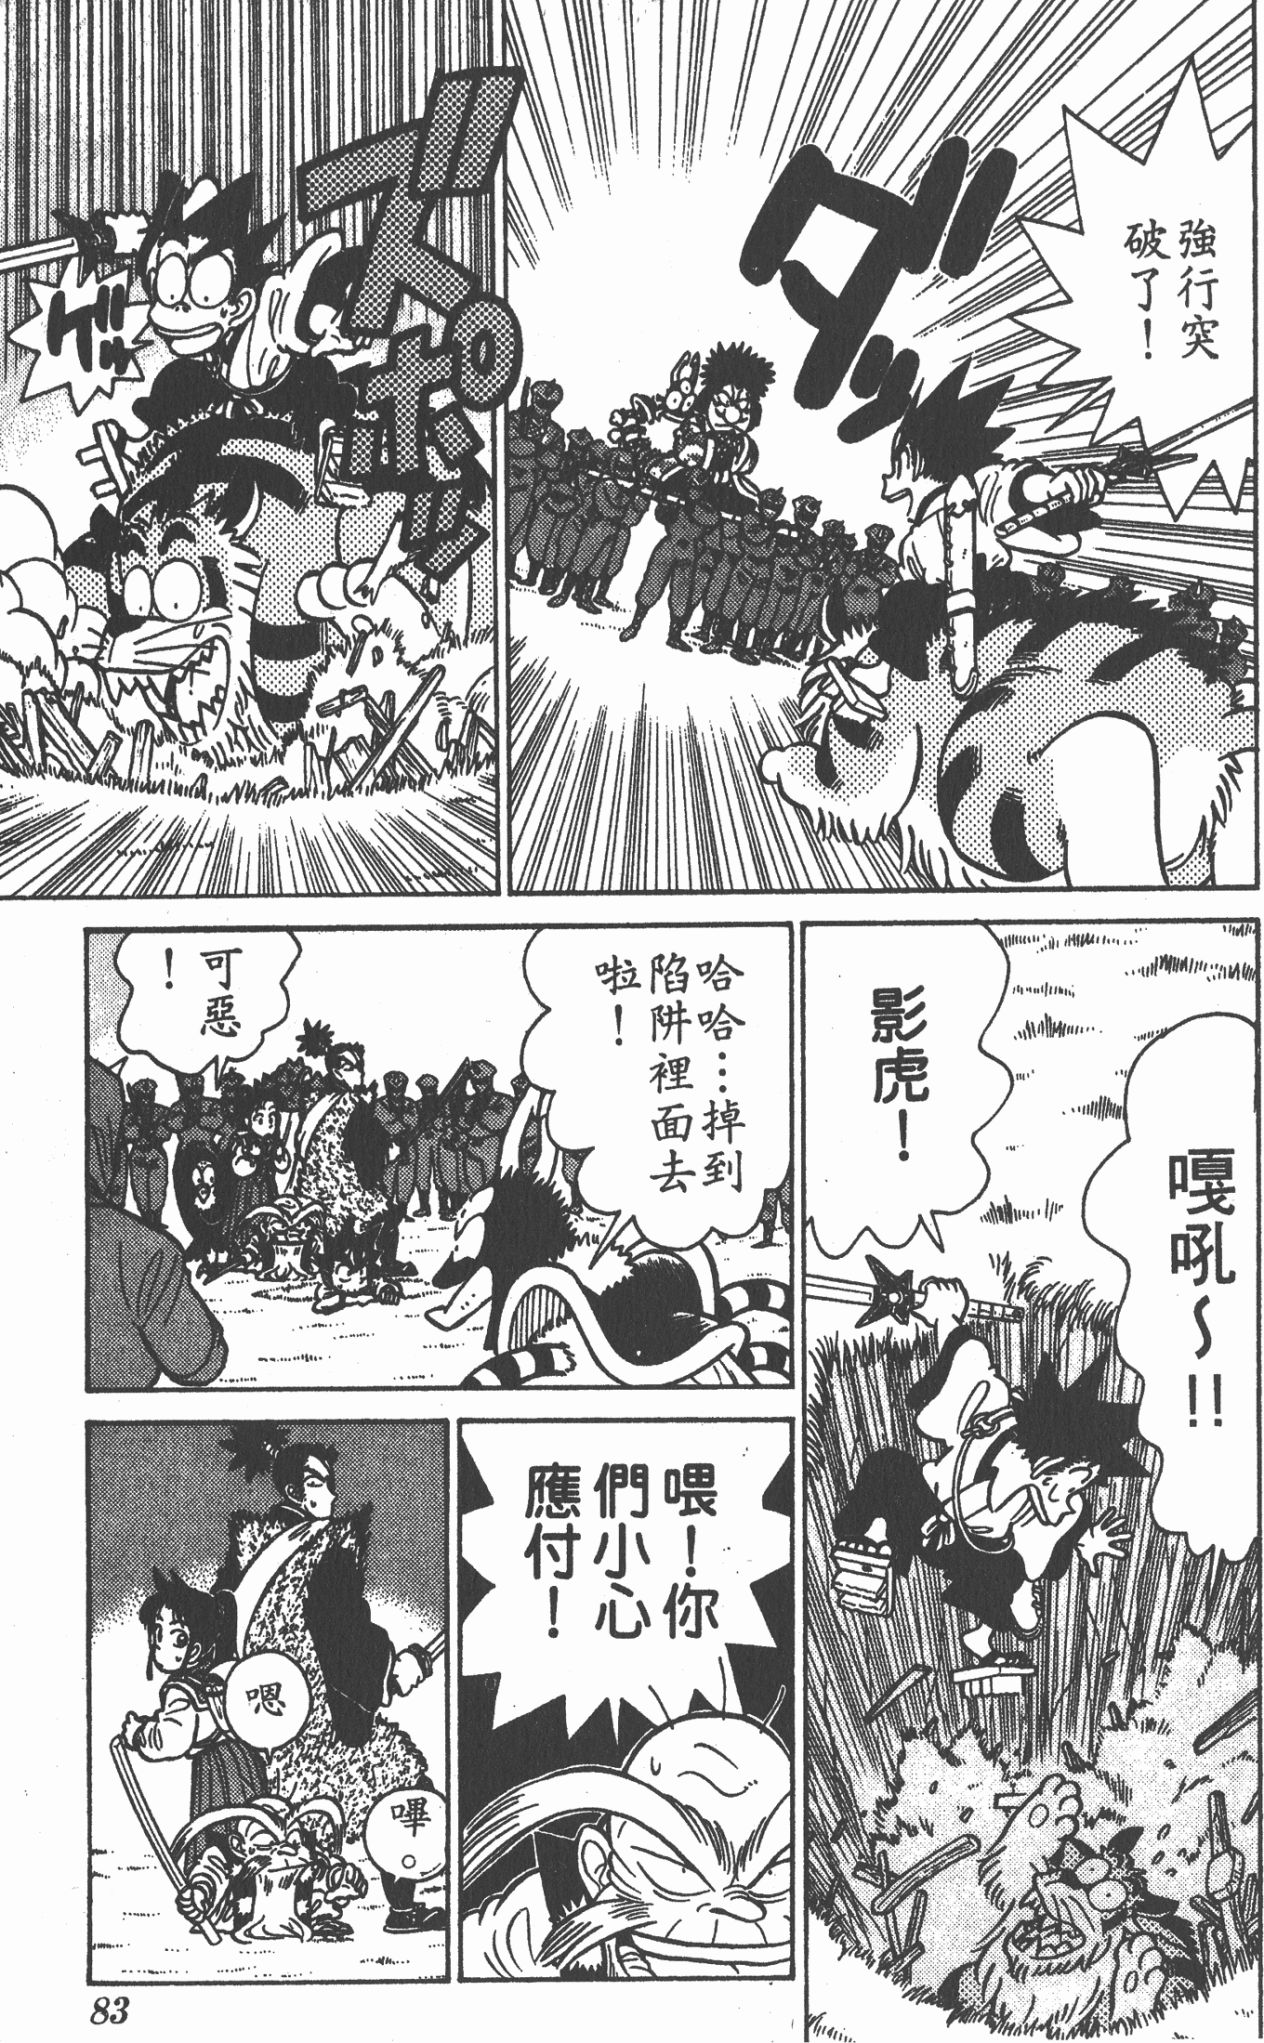 強行突
破了！
ダッ
ズボッ
ゲッ
嘎吼～!!
影虎！
哈哈…掉到
陷阱裡面去
啦！
可惡
！
喂！你
們小心
應付！
嗯
嗶。
83